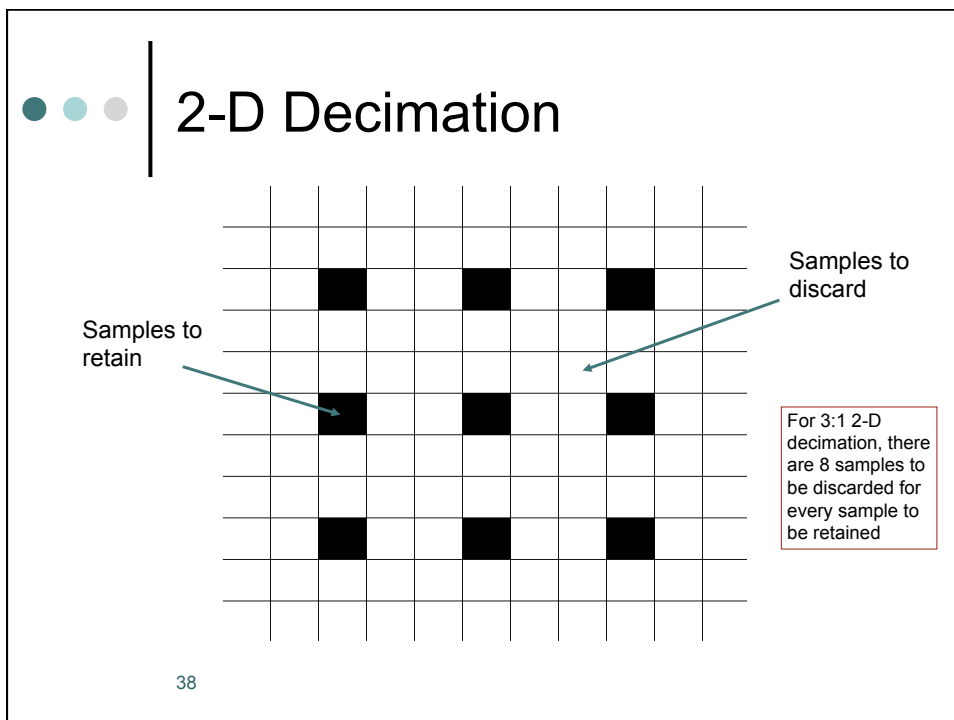 2-D Decimation
Samples to
discard
Samples to
retain
For 3:1 2-D
decimation, there
are 8 samples to
be discarded for
every sample to
be retained
38